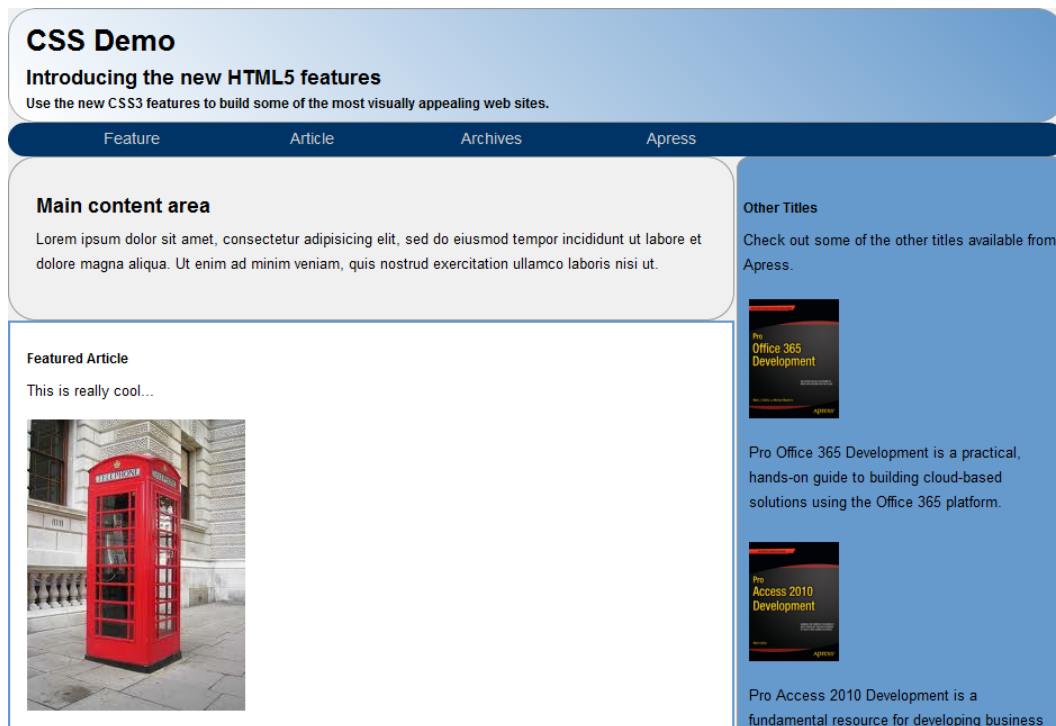 CSS Demo
Introducing the new HTML5 features
Use the new CSS3 features to build some of the most visually appealing web sites.
Feature Article Archives Apress
Main content area
Lorem ipsum dolor sit amet, consectetur adipisicing elit, sed do eiusmod tempor incididunt ut labore et
dolore magna aliqua. Ut enim ad minim veniam, quis nostrud exercitation ullamco laboris nisi ut.
Featured Article
This is really cool...
TELEPHONE
Other Titles
Check out some of the other titles available from
Apress.
Pro
Office 365
Development
Apress
Pro Office 365 Development is a practical,
hands-on guide to building cloud-based
solutions using the Office 365 platform.
Pro
Access 2010
Development
Apress
Pro Access 2010 Development is a
fundamental resource for developing business